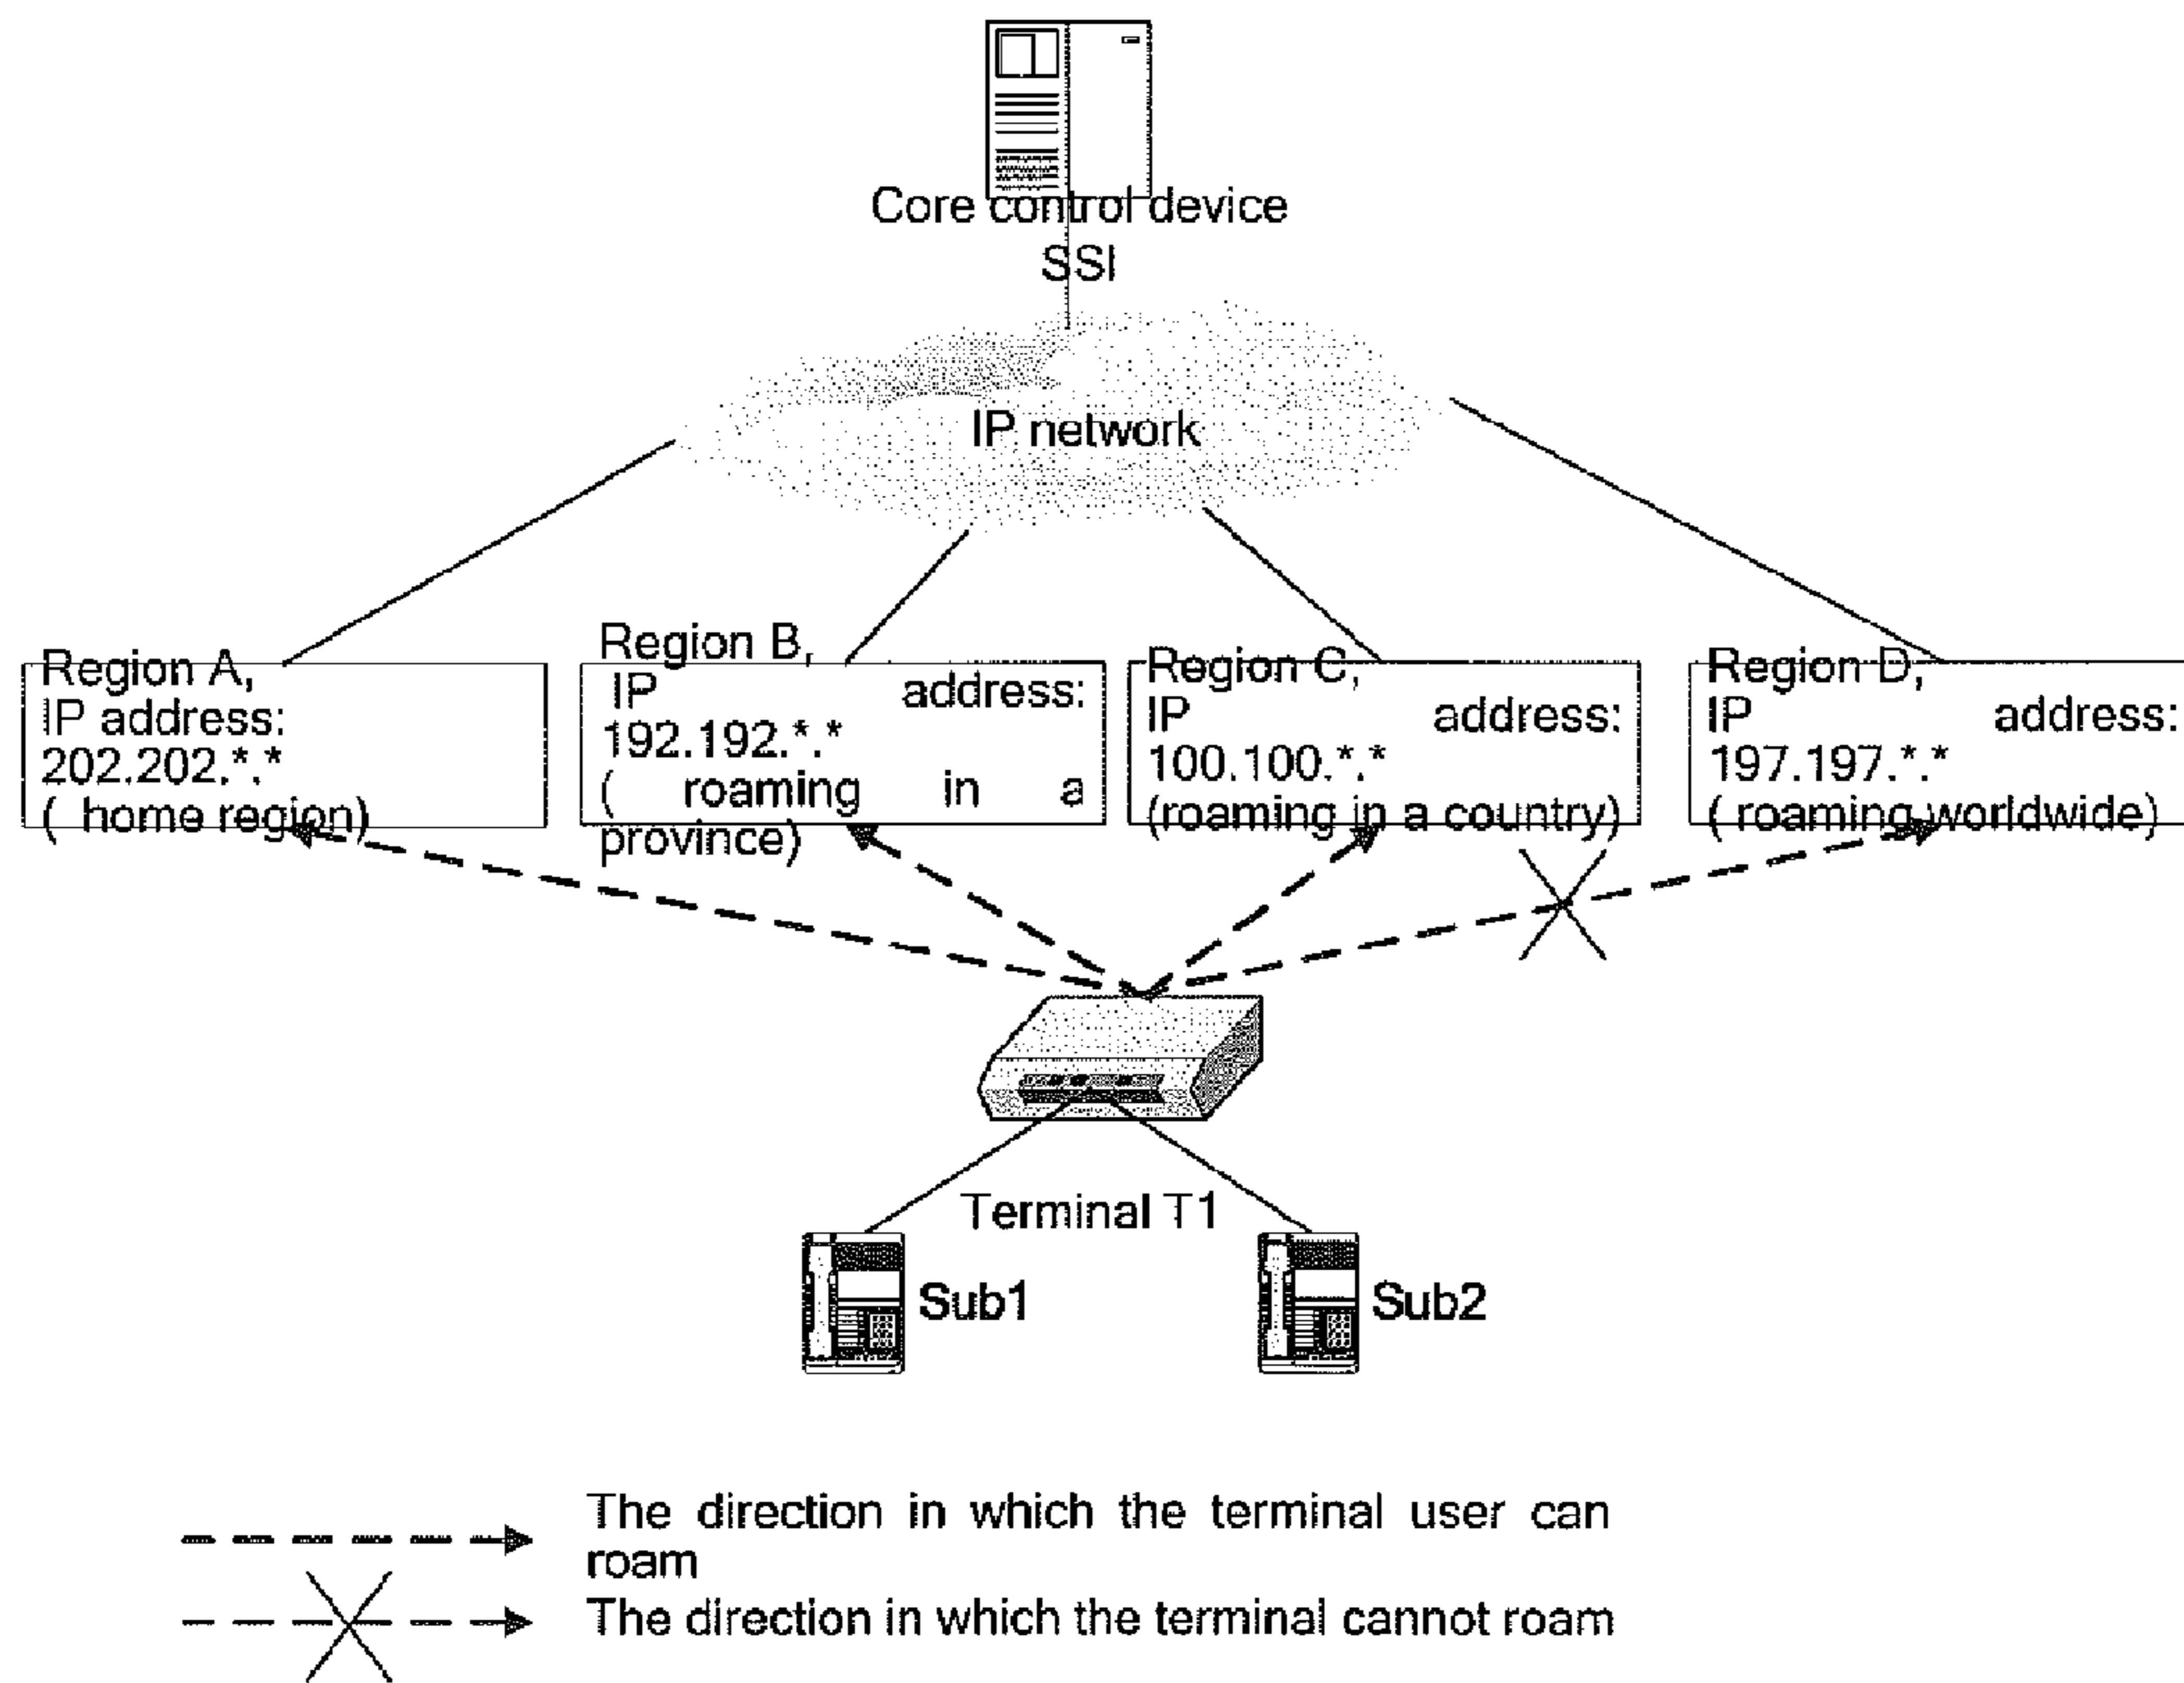 Core control device
SSI
IP network
Region A,
IP address:
202.202.*.*
( home region)
Region B,
IP address:
192.192.*.*
( roaming in a
province)
Region C,
IP address:
100.100.*.*
(roaming in a country)
Region D,
IP address:
197.197.*.*
( roaming worldwide)
Terminal T1
Sub1
Sub2
The direction in which the terminal user can
roam
The direction in which the terminal cannot roam